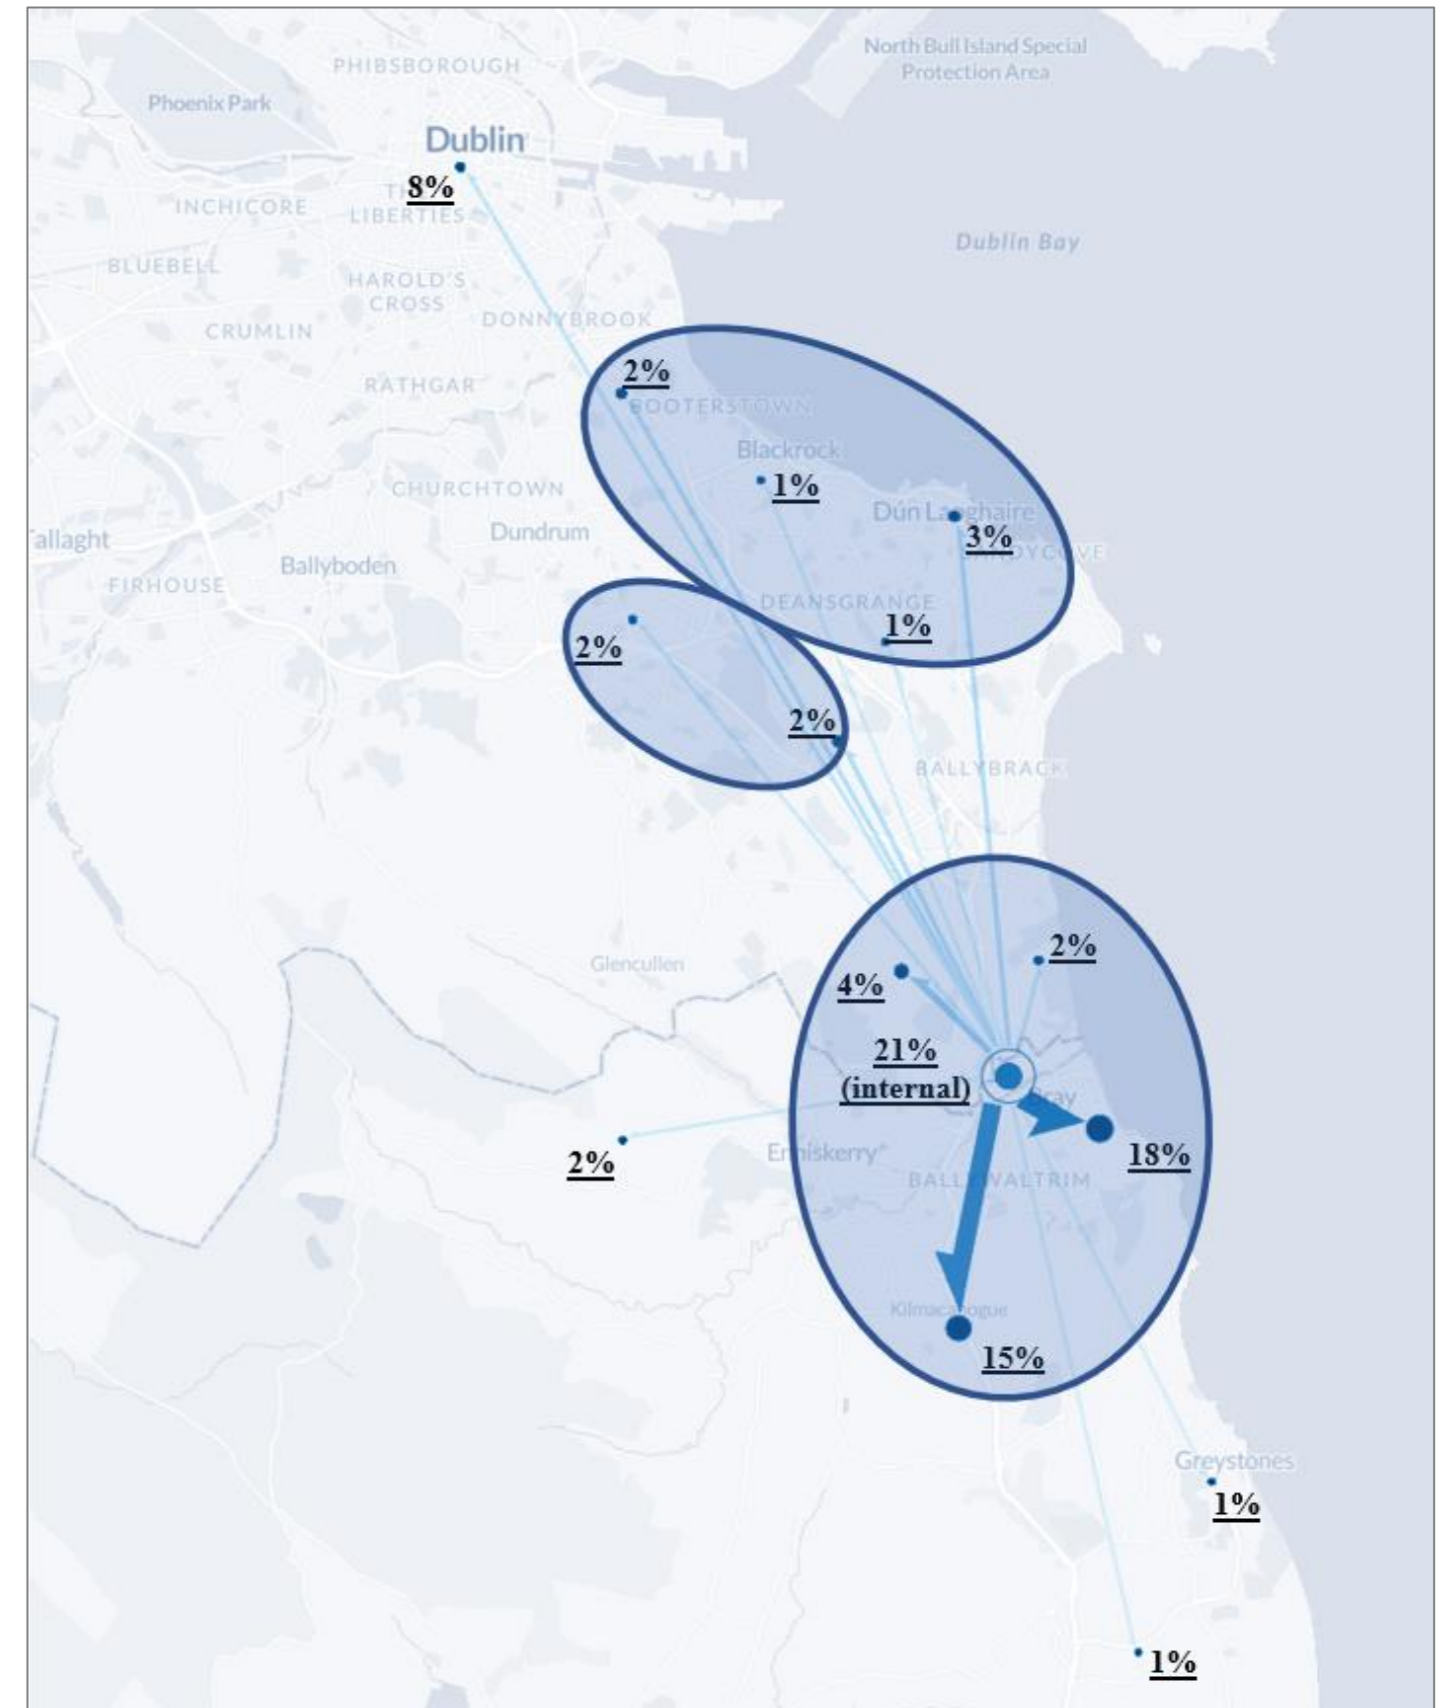 North Bull Island Special
Protection Area
PHIBSBOROUGH
Phoenix Park
Dublin
8%
INCHICORE
LIBERTIES
Dublin Bay
BLUEBELL
HAROLD'S
CROSS
DONNYBROOK
CRUMLIN
2%
RATHGAR
BOOTERSTOWN
Blackrock
1%
CHURCHTOWN
Dún Laoghaire
3%
Dundrum
allaght
Ballyboden
FIRHOUSE
DEANSGRANGE
1%
2%
2%
BALLYBRACK
2%
Glencullen
4%
21%
(internal)
2%
Enniskerry
18%
BALLYWALTRIM
Kilmacanogue
15%
Greystones
1%
1%